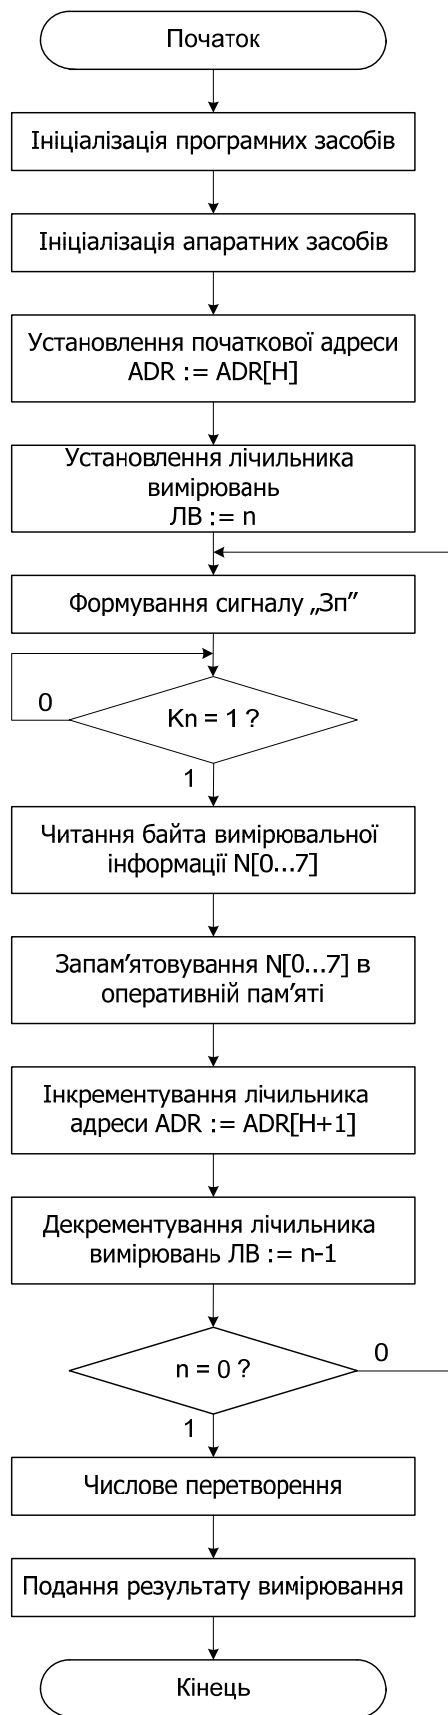 Початок
Ініціалізація програмних засобів
Ініціалізація апаратних засобів
Установлення початкової адреси
ADR := ADR[H]
Установлення лічильника
вимірювань
ЛВ := n
Формування сигналу „Зп”
0
Kn = 1 ?
1
Читання байта вимірювальної
інформації N[0...7]
Запам′ятовування N[0...7] в
оперативній пам′яті
Інкрементування лічильника
адреси ADR := ADR[H+1]
Декрементування лічильника
вимірювань ЛВ := n-1
n = 0 ?
0
1
Числове перетворення
Подання результату вимірювання
Кінець